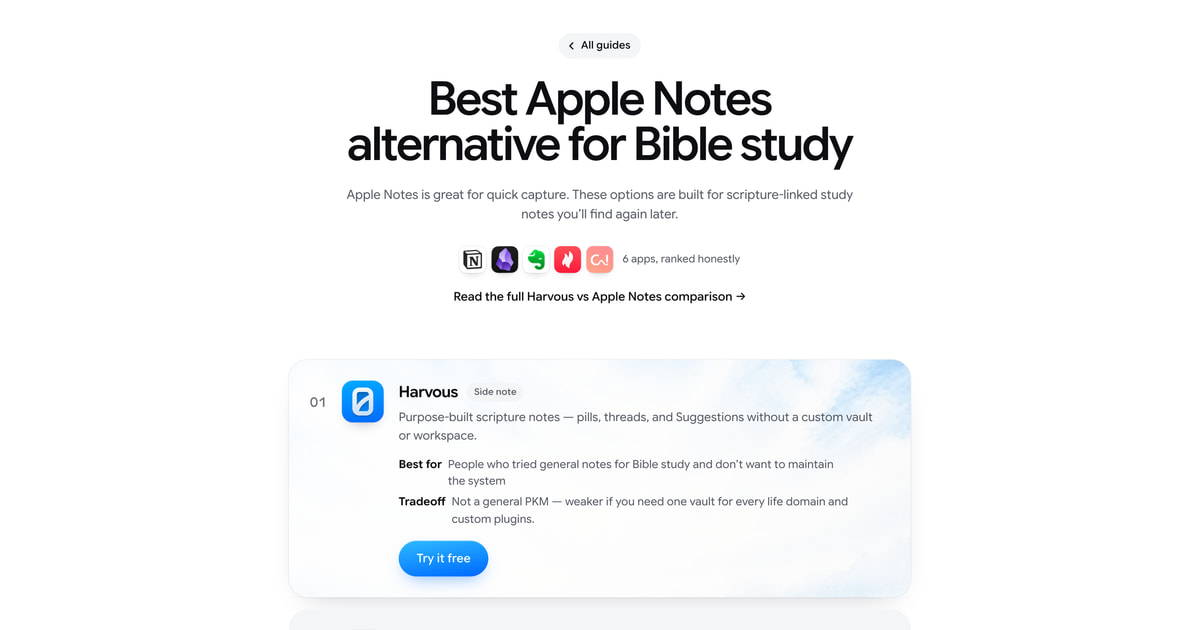 All guides
Best Apple Notes
alternative for Bible study
Apple Notes is great for quick capture. These options are built for scripture-linked study
notes you’ll find again later.
6 apps, ranked honestly
Read the full Harvous vs Apple Notes comparison →
01
Harvous Side note
Purpose-built scripture notes — pills, threads, and Suggestions without a custom vault
or workspace.
Best for People who tried general notes for Bible study and don’t want to maintain
the system
Tradeoff Not a general PKM — weaker if you need one vault for every life domain and
custom plugins.
Try it free